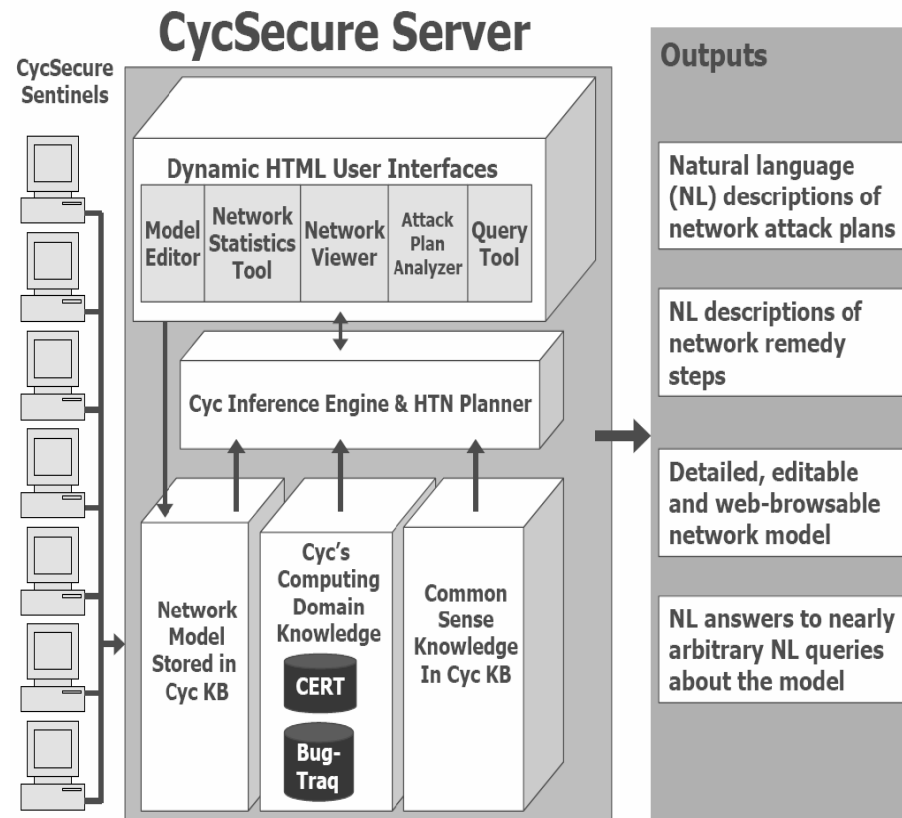 CycSecure Server
CycSecure
Sentinels
Dynamic HTML User Interfaces
Model
Editor
Network
Statistics
Tool
Network
Viewer
Attack
Plan
Analyzer
Query
Tool
Cyc Inference Engine & HTN Planner
Network
Model
Stored in
Cyc KB
Cyc's
Computing
Domain
Knowledge
CERT
Bug-
Traq
Common
Sense
Knowledge
In Cyc KB
Outputs
Natural language
(NL) descriptions of
network attack plans
NL descriptions of
network remedy
steps
Detailed, editable
and web-browsable
network model
NL answers to nearly
arbitrary NL queries
about the model